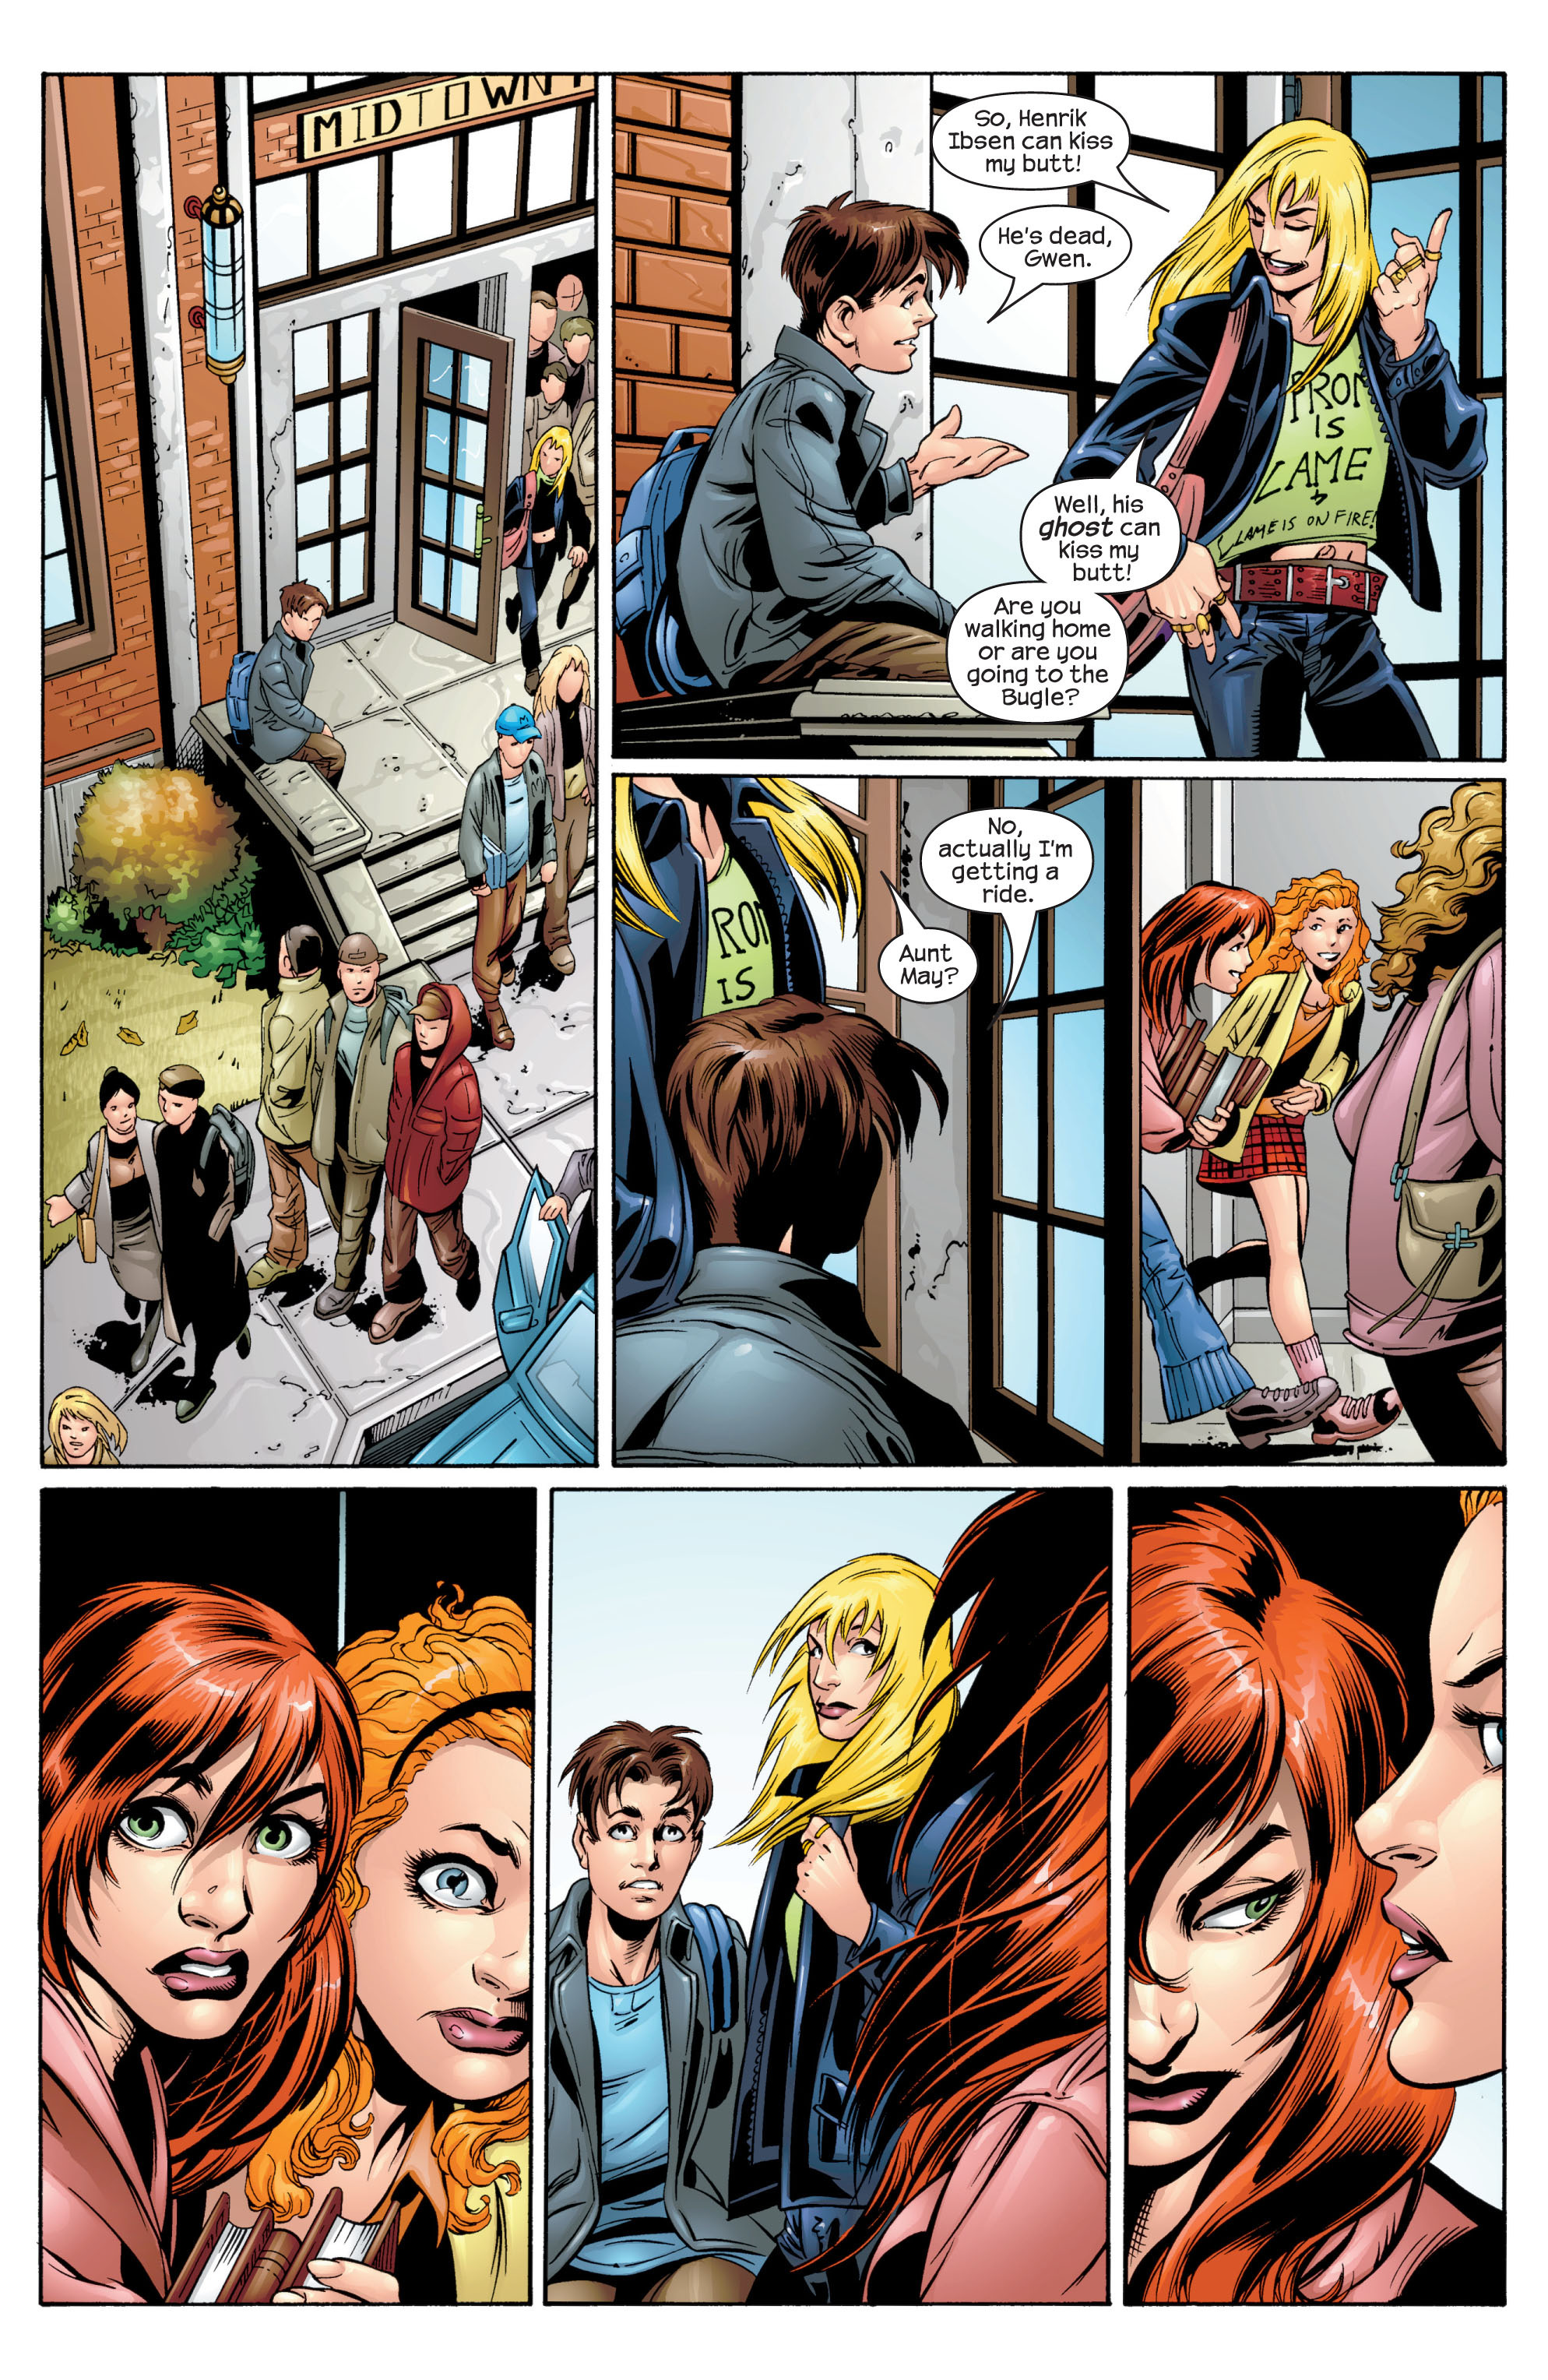 MIDTOWN
So, Henrik
Ibsen can kiss
my butt!
He's dead,
Gwen.
PROM
IS
LAME
LAME IS ON FIRE!
Well, his
ghost can
kiss my
butt!
Are you
walking home
or are you
going to the
Bugle?
ROM
IS
Aunt
May?
No,
actually I'm
getting a
ride.